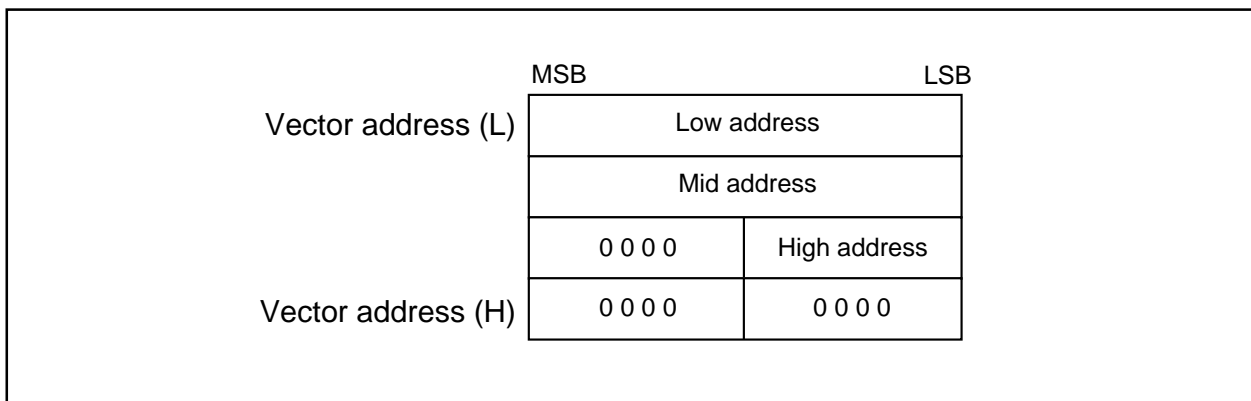 MSB LSB
Vector address (L) Low address
Mid address
0 0 0 0 High address
Vector address (H) 0 0 0 0 0 0 0 0